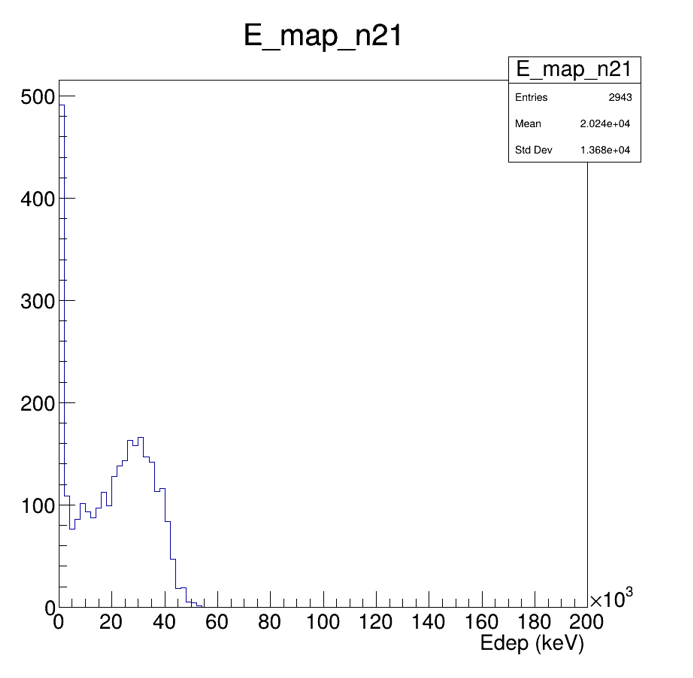 E_map_n21
E_map_n21
Entries 2943
Mean 2.024e+04
Std Dev 1.368e+04
500
400
300
200
100
0
0 20 40 60 80 100 120 140 160 180 200
×10³
Edep (keV)